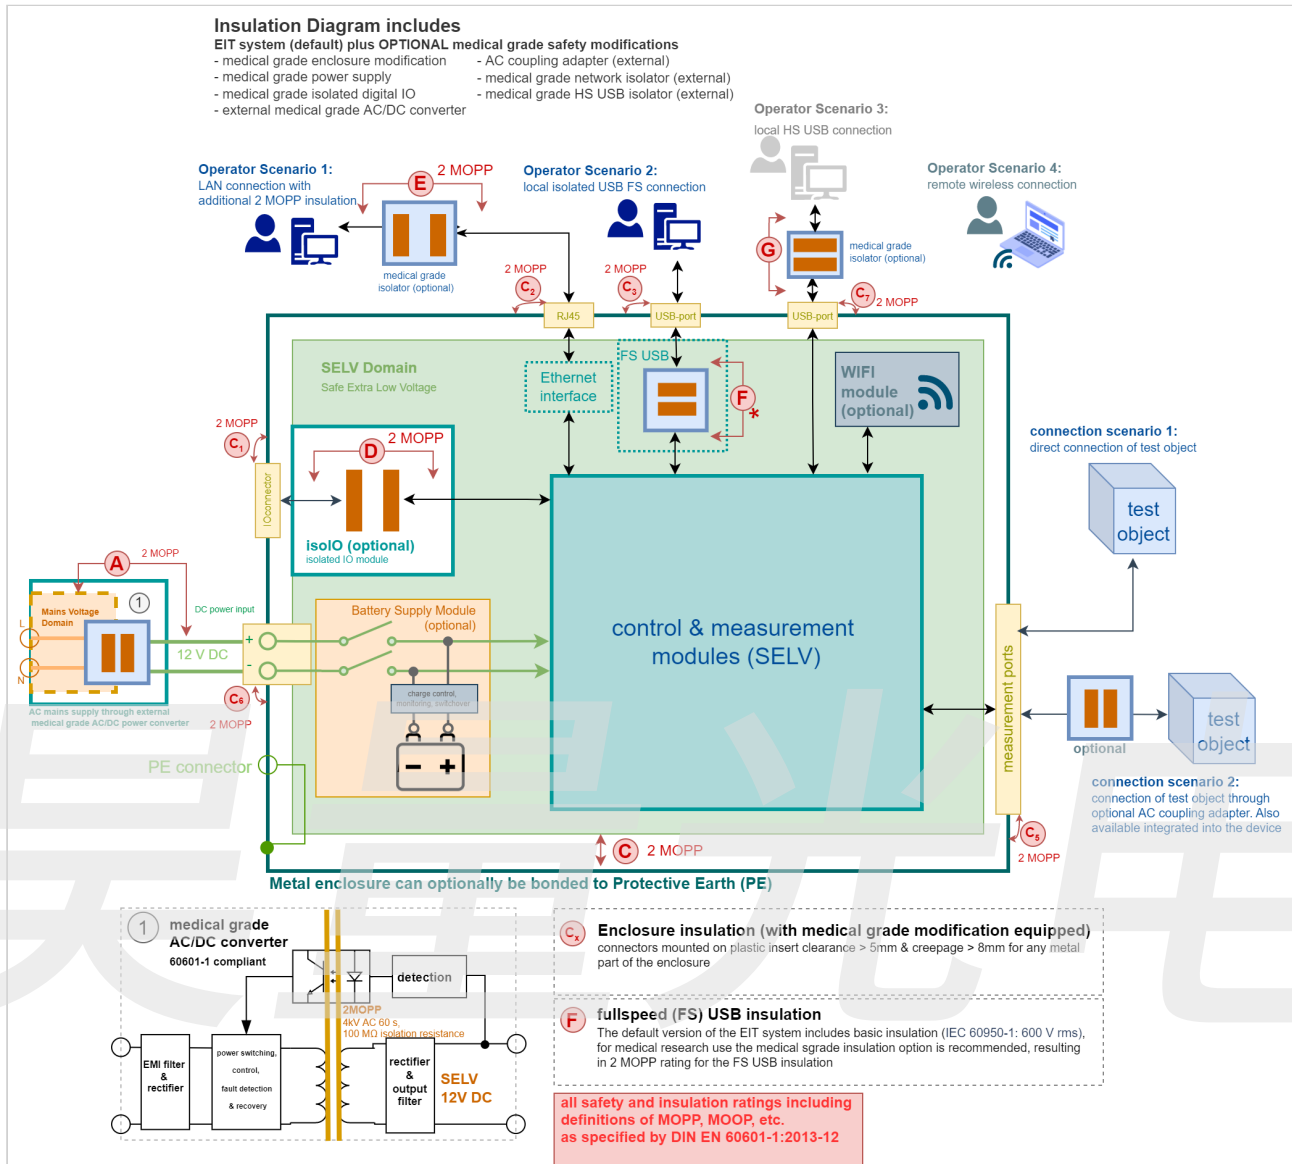 Insulation Diagram includes
EIT system (default) plus OPTIONAL medical grade safety modifications
- medical grade enclosure modification
- medical grade power supply
- medical grade isolated digital IO
- external medical grade AC/DC converter
- AC coupling adapter (external)
- medical grade network isolator (external)
- medical grade HS USB isolator (external)
Operator Scenario 3:
local HS USB connection
Operator Scenario 1:
LAN connection with
additional 2 MOPP insulation
2 MOPP
E
medical grade
isolator (optional)
Operator Scenario 2:
local isolated USB FS connection
Operator Scenario 4:
remote wireless connection
G
medical grade
isolator (optional)
2 MOPP
C2
2 MOPP
C3
C7
2 MOPP
RJ45
USB-port
USB-port
SELV Domain
Safe Extra Low Voltage
Ethernet
interface
FS USB
F
*
WIFI
module
(optional)
2 MOPP
C1
IOconnector
D
2 MOPP
isoIO (optional)
isolated IO module
connection scenario 1:
direct connection of test object
test
object
A
2 MOPP
Mains Voltage
Domain
1
L
N
DC power input
12 V DC
+
-
C6
2 MOPP
AC mains supply through external
medical grade AC/DC power converter
Battery Supply Module
(optional)
charge control,
monitoring, switchover
- +
control & measurement
modules (SELV)
measurement ports
optional
test
object
connection scenario 2:
connection of test object through
optional AC coupling adapter. Also
available integrated into the device
C5
2 MOPP
PE connector
C
2 MOPP
Metal enclosure can optionally be bonded to Protective Earth (PE)
昊量光电
1
medical grade
AC/DC converter
60601-1 compliant
detection
2MOPP
4kV AC 60 s,
100 MΩ isolation resistance
EMI filter
&
rectifier
power switching,
control,
fault detection
& recovery
rectifier
&
output
filter
SELV
12V DC
Cx
Enclosure insulation (with medical grade modification equipped)
connectors mounted on plastic insert clearance > 5mm & creepage > 8mm for any metal
part of the enclosure
F
fullspeed (FS) USB insulation
The default version of the EIT system includes basic insulation (IEC 60950-1: 600 V rms),
for medical research use the medical sgrade insulation option is recommended, resulting
in 2 MOPP rating for the FS USB insulation
all safety and insulation ratings including
definitions of MOPP, MOOP, etc.
as specified by DIN EN 60601-1:2013-12